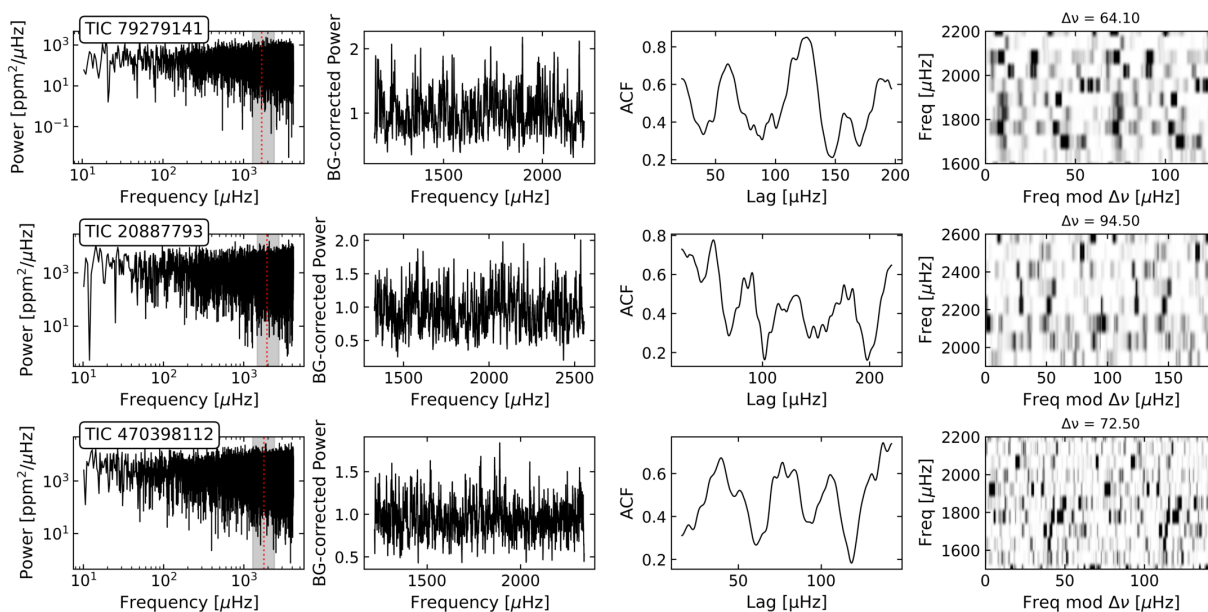 TIC 79279141
Power [ppm²/μHz]
10³
10¹
10⁻¹
10¹ 10² 10³
Frequency [μHz]
BG-corrected Power
2
1
1500 2000
Frequency [μHz]
ACF
0.8
0.6
0.4
0.2
50 100 150 200
Lag [μHz]
Δν = 64.10
Freq [μHz]
2200
2000
1800
1600
0 50 100
Freq mod Δν [μHz]
TIC 20887793
Power [ppm²/μHz]
10³
10¹
10¹ 10² 10³
Frequency [μHz]
BG-corrected Power
2.0
1.5
1.0
0.5
1500 2000 2500
Frequency [μHz]
ACF
0.8
0.6
0.4
0.2
100 200
Lag [μHz]
Δν = 94.50
Freq [μHz]
2600
2400
2200
2000
0 50 100 150
Freq mod Δν [μHz]
TIC 470398112
Power [ppm²/μHz]
10³
10¹
10¹ 10² 10³
Frequency [μHz]
BG-corrected Power
1.5
1.0
0.5
1500 2000
Frequency [μHz]
ACF
0.6
0.4
0.2
50 100
Lag [μHz]
Δν = 72.50
Freq [μHz]
2200
2000
1800
1600
0 50 100
Freq mod Δν [μHz]